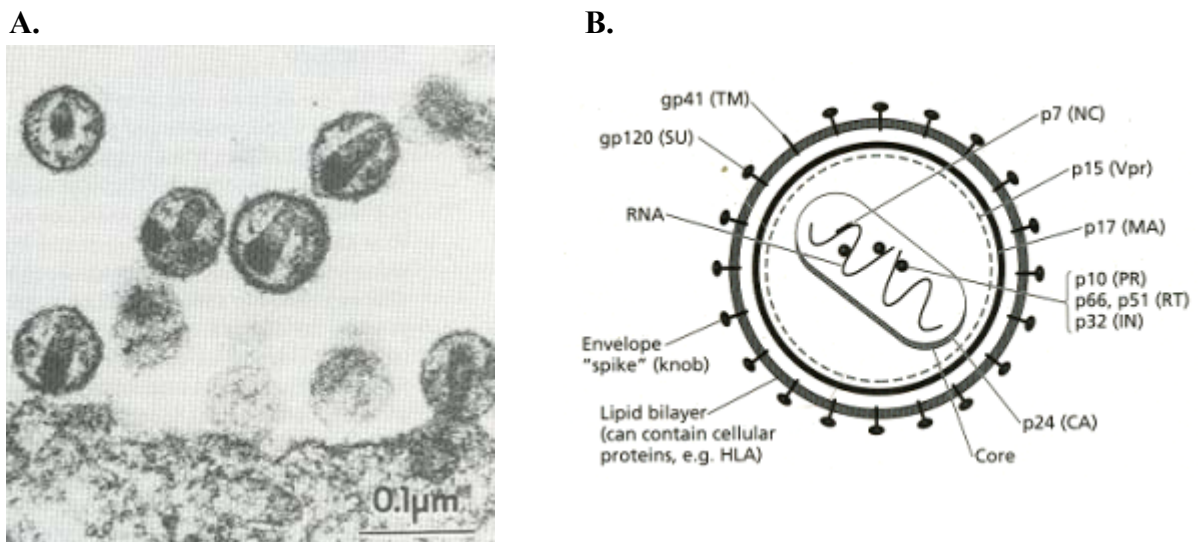 A.
B.
0.1µm
gp41 (TM)
gp120 (SU)
RNA
Envelope
"spike" (knob)
Lipid bilayer
(can contain cellular
proteins, e.g. HLA)
p7 (NC)
p15 (Vpr)
p17 (MA)
p10 (PR)
p66, p51 (RT)
p32 (IN)
p24 (CA)
Core